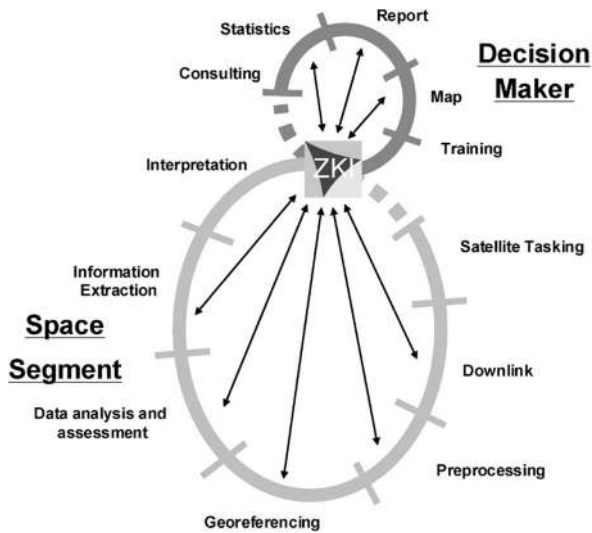 Report
Statistics
Decision
Maker
Consulting
Map
Training
Interpretation
ZKI
Satellite Tasking
Information
Extraction
Space
Segment
Downlink
Data analysis and
assessment
Preprocessing
Georeferencing